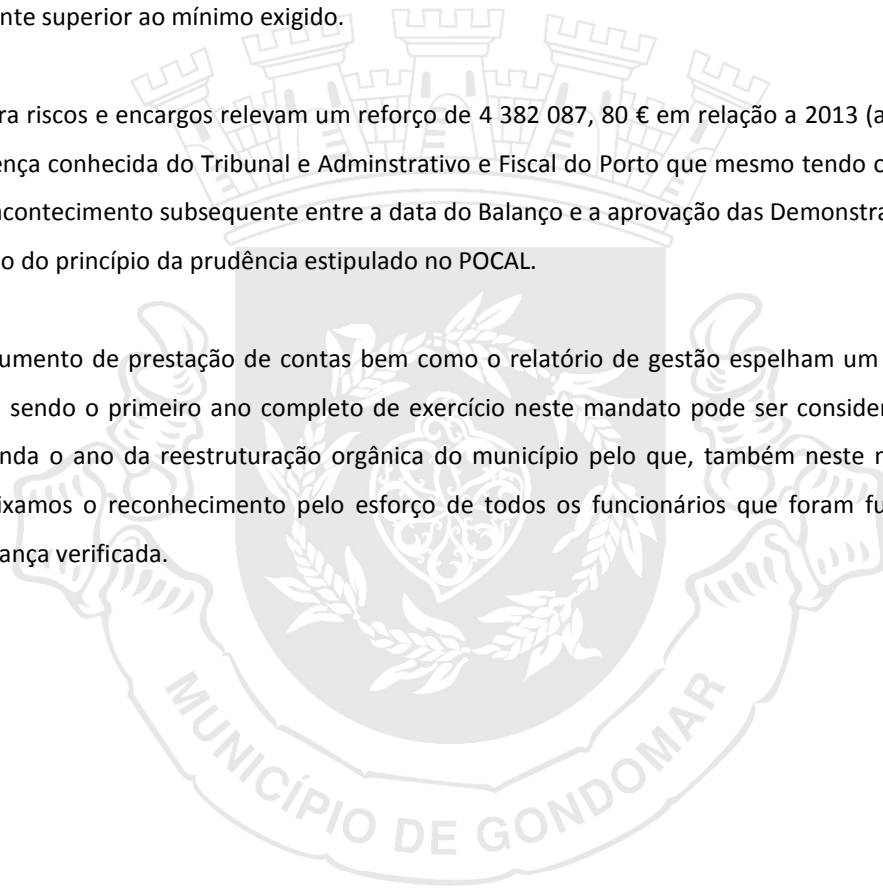 nte superior ao mínimo exigido.
ra riscos e encargos relevam um reforço de 4 382 087, 80 € em relação a 2013 (a
ença conhecida do Tribunal e Adminstrativo e Fiscal do Porto que mesmo tendo o
acontecimento subsequente entre a data do Balanço e a aprovação das Demonstra
o do princípio da prudência estipulado no POCAL.
umento de prestação de contas bem como o relatório de gestão espelham um
sendo o primeiro ano completo de exercício neste mandato pode ser consider
nda o ano da reestruturação orgânica do município pelo que, também neste
ixamos o reconhecimento pelo esforço de todos os funcionários que foram fu
ança verificada.
MUNICÍPIO DE GONDOMAR